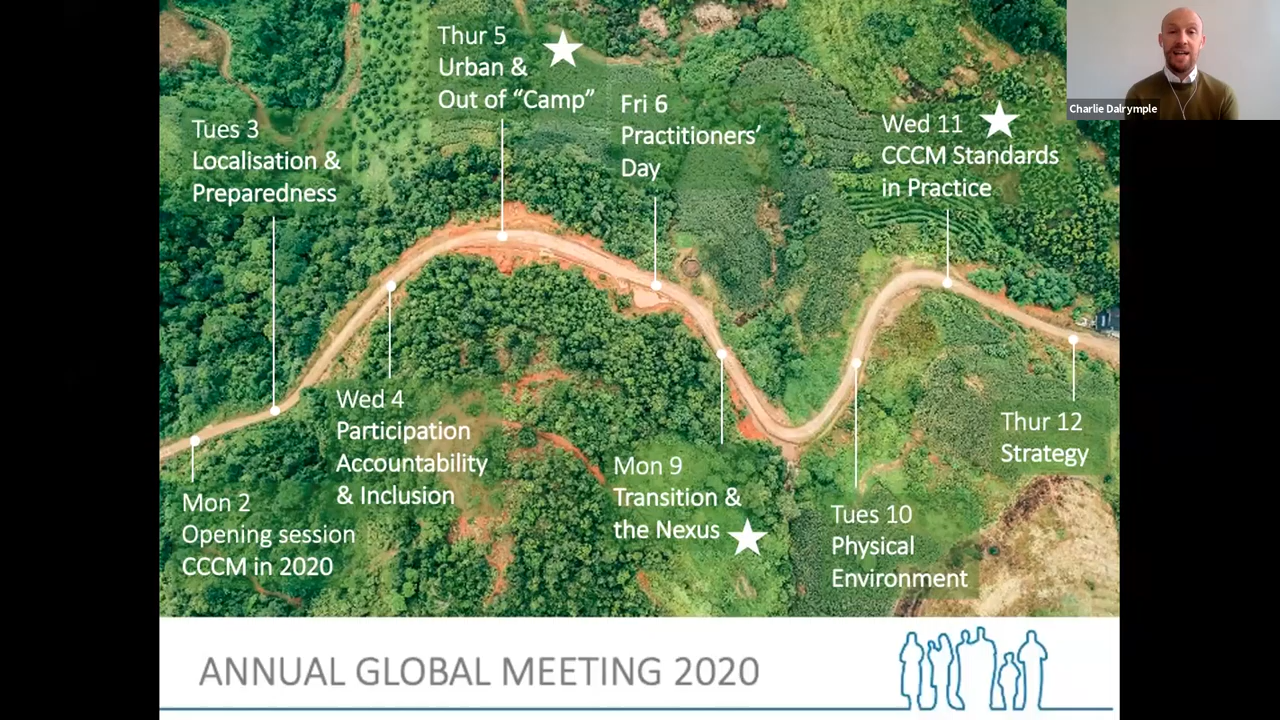 Mon 2
Opening session
CCCM in 2020
Tues 3
Localisation &
Preparedness
Wed 4
Participation
Accountability
& Inclusion
Thur 5
Urban &
Out of “Camp”
Fri 6
Practitioners’
Day
Mon 9
Transition &
the Nexus
Tues 10
Physical
Environment
Wed 11
CCCM Standards
in Practice
Thur 12
Strategy
Charlie Dalrymple
ANNUAL GLOBAL MEETING 2020